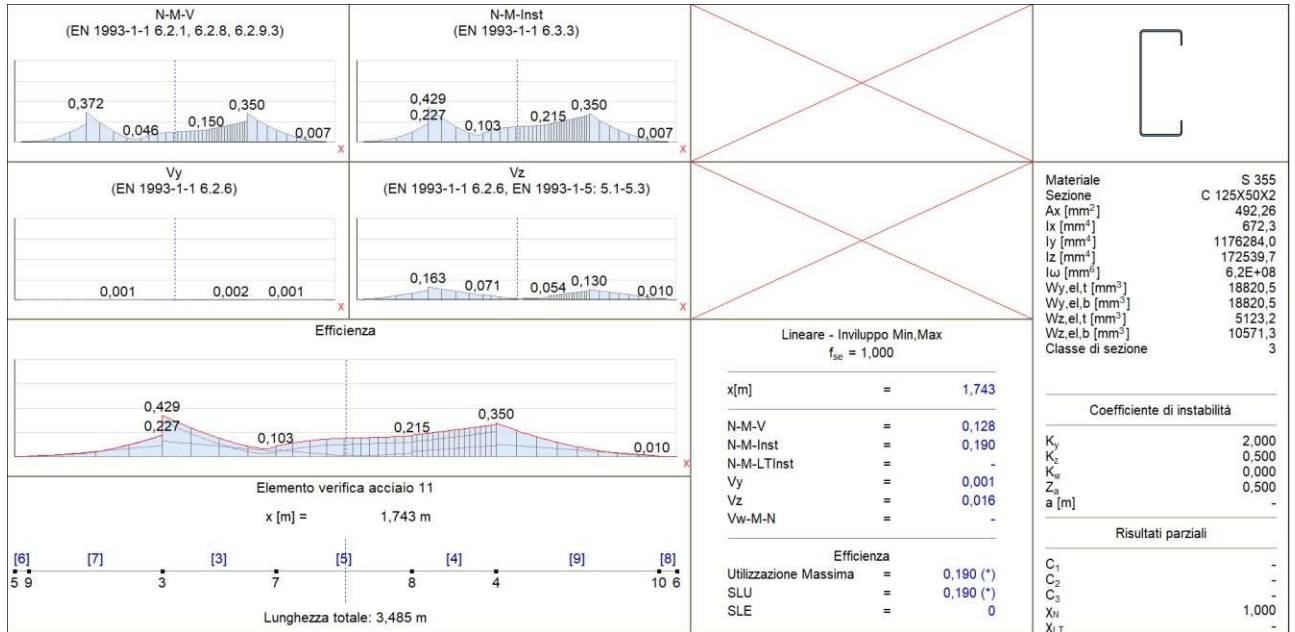 N-M-V
(EN 1993-1-1 6.2.1, 6.2.8, 6.2.9.3)
0,372
0,046
0,150
0,350
0,007
x
N-M-Inst
(EN 1993-1-1 6.3.3)
0,429
0,227
0,103
0,215
0,350
0,007
x
Vy
(EN 1993-1-1 6.2.6)
0,001
0,002
0,001
x
Vz
(EN 1993-1-1 6.2.6, EN 1993-1-5: 5.1-5.3)
0,163
0,071
0,054
0,130
0,010
x
Efficienza
0,429
0,227
0,103
0,215
0,350
0,010
x
Elemento verifica acciaio 11
x [m] = 1,743 m
[6] [7] [3] [5] [4] [9] [8]
5 9 3 7 8 4 10 6
Lunghezza totale: 3,485 m
Lineare - Inviluppo Min,Max
fse = 1,000
x[m] = 1,743
N-M-V = 0,128
N-M-Inst = 0,190
N-M-LTInst = -
Vy = 0,001
Vz = 0,016
Vw-M-N = -
Efficienza
Utilizzazione Massima = 0,190 (*)
SLU = 0,190 (*)
SLE = 0
Materiale S 355
Sezione C 125X50X2
Ax [mm²] 492,26
Ix [mm⁴] 672,3
Iy [mm⁴] 1176284,0
Iz [mm⁴] 172539,7
Iω [mm⁶] 6,2E+08
Wy,el,t [mm³] 18820,5
Wy,el,b [mm³] 18820,5
Wz,el,t [mm³] 5123,2
Wz,el,b [mm³] 10571,3
Classe di sezione 3
Coefficiente di instabilità
Ky 2,000
Kz 0,500
Kw 0,000
Za 0,500
a [m] -
Risultati parziali
C1 -
C2 -
C3 -
χN 1,000
χLT -